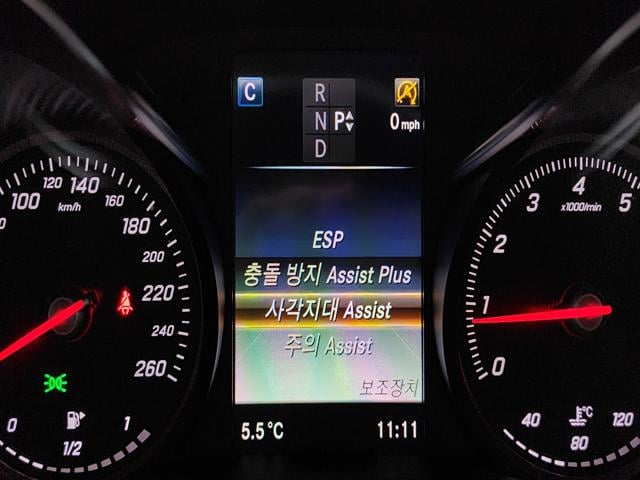 C
R
N P
D
A
0 mph
100 120 140 160 180 200 220 240 260
km/h
ESP
충돌 방지 Assist Plus
사각지대 Assist
주의 Assist
보조장치
5.5 °C
11:11
0 1/2 1
0 1 2 3 4 5
x1000/min
40 80 120
°C